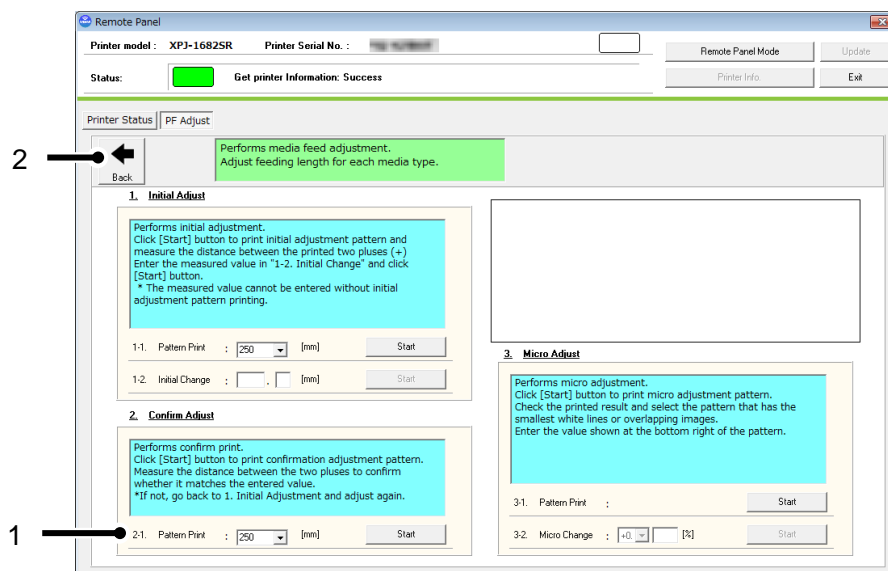 Remote Panel
Printer model : XPJ-1682SR Printer Serial No. :
Remote Panel Mode Update
Status: Get printer Information: Success
Printer Info Exit
Printer Status PF Adjust
2
Back
Performs media feed adjustment.
Adjust feeding length for each media type.
1. Initial Adjust
Performs initial adjustment.
Click [Start] button to print initial adjustment pattern and
measure the distance between the printed two pluses (+)
Enter the measured value in "1-2. Initial Change" and click
[Start] button.
* The measured value cannot be entered without initial
adjustment pattern printing.
1-1. Pattern Print : 250 [mm] Start
1-2. Initial Change : . [mm] Start
2. Confirm Adjust
Performs confirm print.
Click [Start] button to print confirmation adjustment pattern.
Measure the distance between the two pluses to confirm
whether it matches the entered value.
*If not, go back to 1. Initial Adjustment and adjust again.
1
2-1. Pattern Print : 250 [mm] Start
3. Micro Adjust
Performs micro adjustment.
Click [Start] button to print micro adjustment pattern.
Check the printed result and select the pattern that has the
smallest white lines or overlapping images.
Enter the value shown at the bottom right of the pattern.
3-1. Pattern Print : Start
3-2. Micro Change : +0. [%] Start